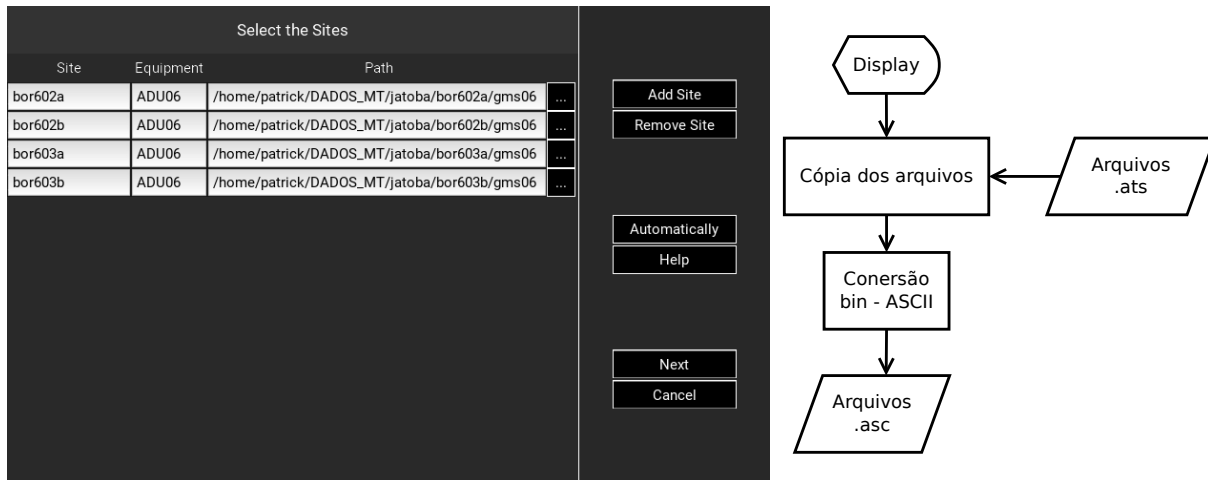 Select the Sites
Site Equipment Path
bor602a ADU06 /home/patrick/DADOS_MT/jatoba/bor602a/gms06 ...
bor602b ADU06 /home/patrick/DADOS_MT/jatoba/bor602b/gms06 ...
bor603a ADU06 /home/patrick/DADOS_MT/jatoba/bor603a/gms06 ...
bor603b ADU06 /home/patrick/DADOS_MT/jatoba/bor603b/gms06 ...
Add Site
Remove Site
Automatically
Help
Next
Cancel
Display
Cópia dos arquivos
Arquivos
.ats
Conersão
bin - ASCII
Arquivos
.asc